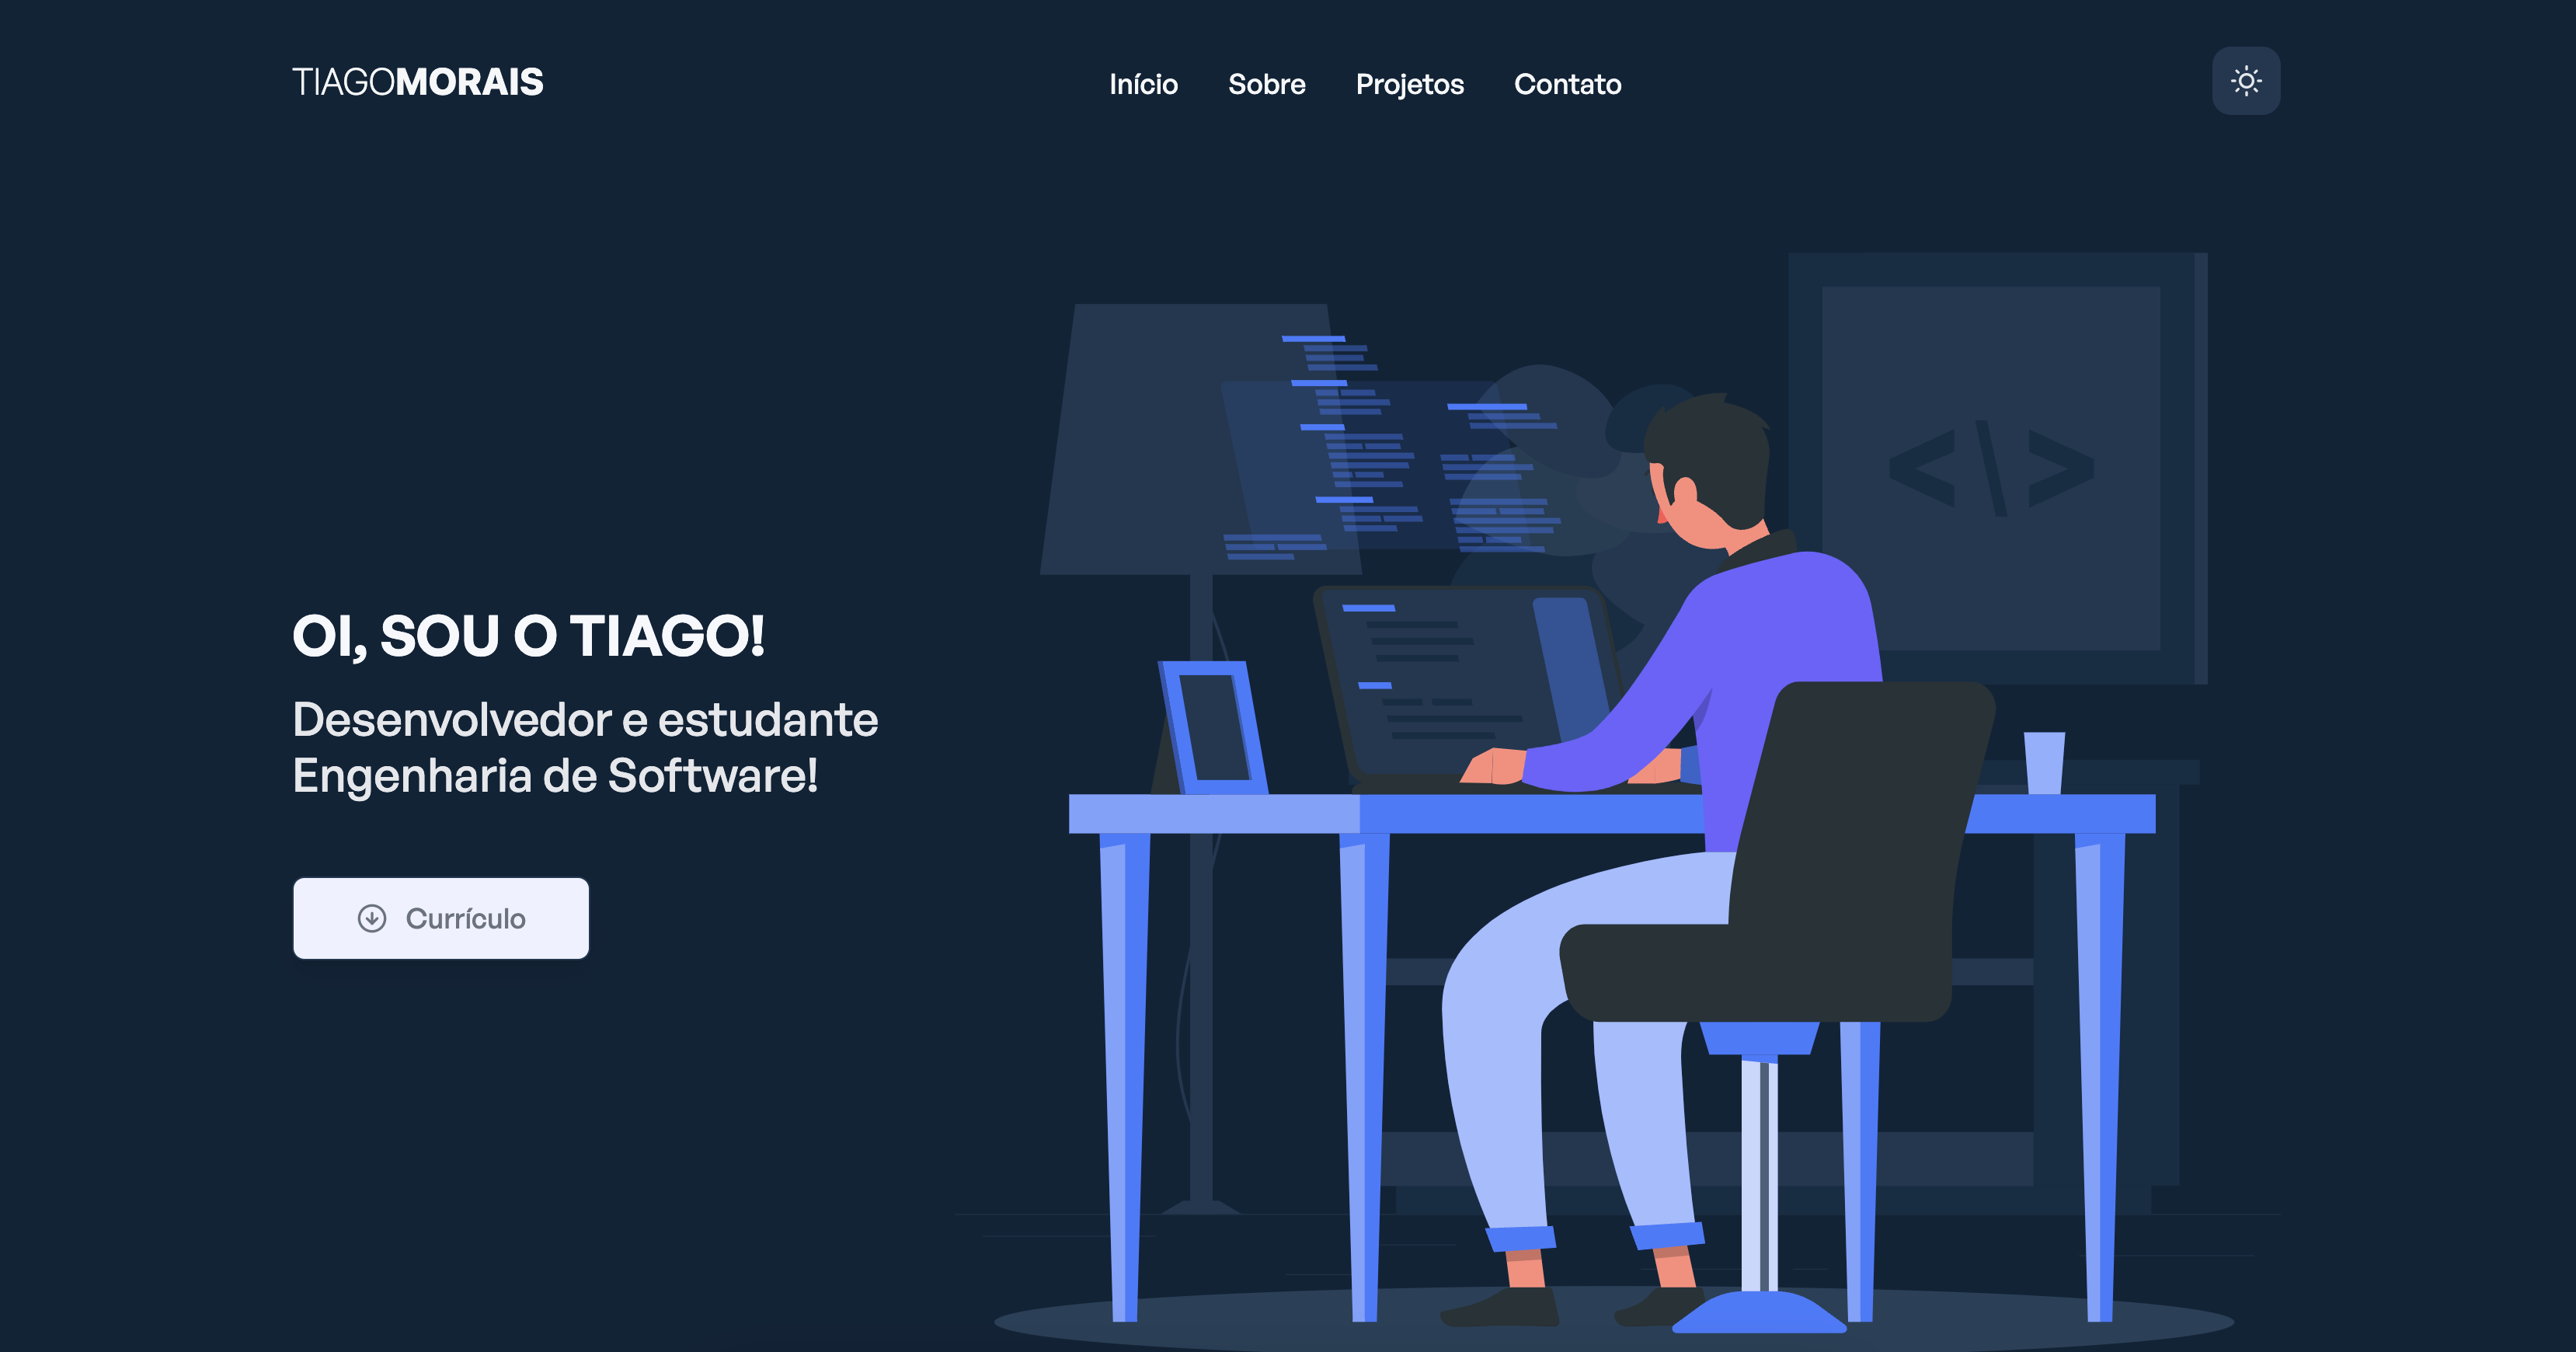 TIAGOMORAIS
Início Sobre Projetos Contato
<\>
OI, SOU O TIAGO!
Desenvolvedor e estudante
Engenharia de Software!
Currículo